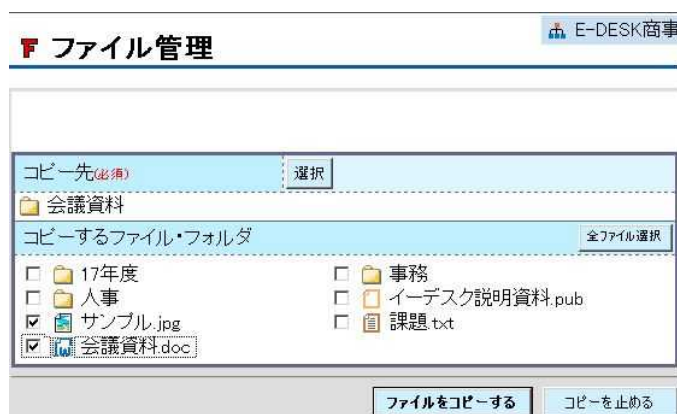 E-DESK商事
ファイル管理
コピー先(必須) 選択
会議資料
コピーするファイル・フォルダ 全ファイル選択
17年度 事務
人事 イーデスク説明資料.pub
サンプル.jpg 課題.txt
会議資料.doc
ファイルをコピーする コピーを止める